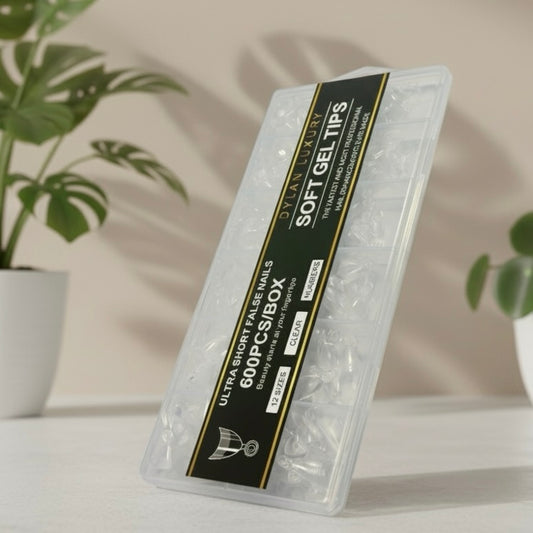 DYLAN LUXURY
SOFT GEL TIPS
ULTRA SHORT FALSE NAILS
600PCS/BOX
Beauty starts at your fingertips
12 SIZES
CLEAR
NUMBERS